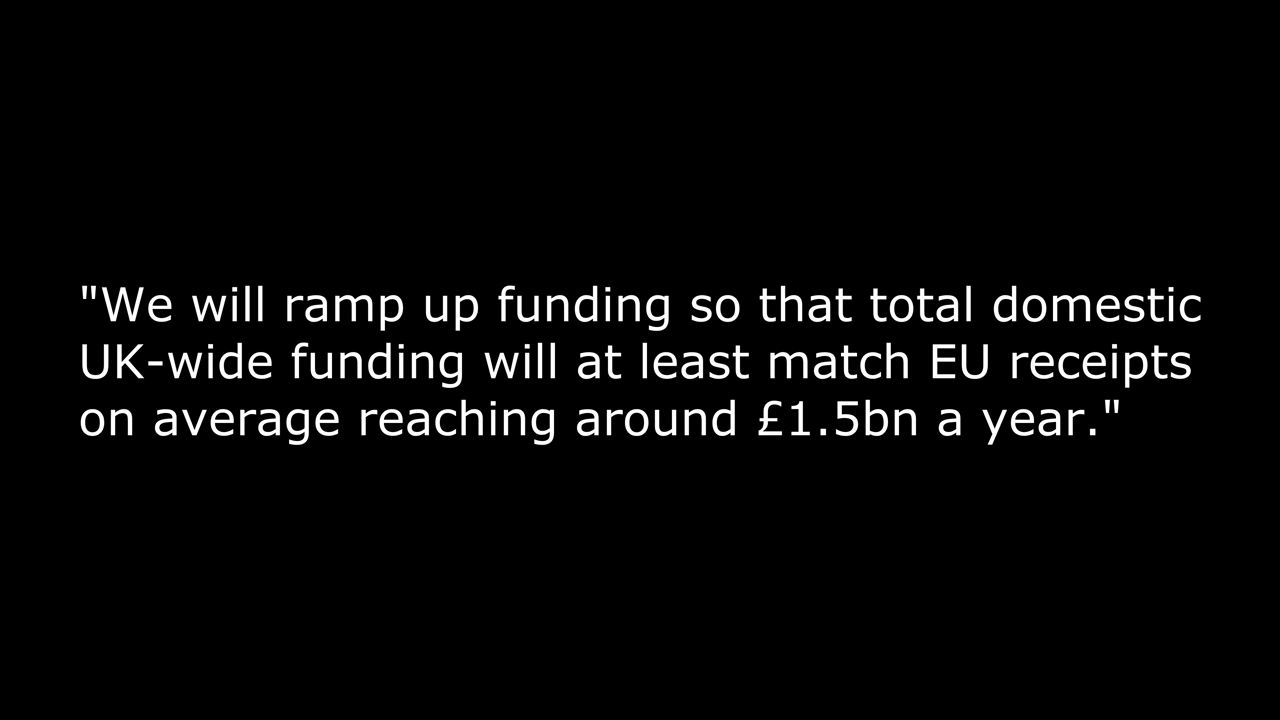 "We will ramp up funding so that total domestic
UK-wide funding will at least match EU receipts
on average reaching around £1.5bn a year."